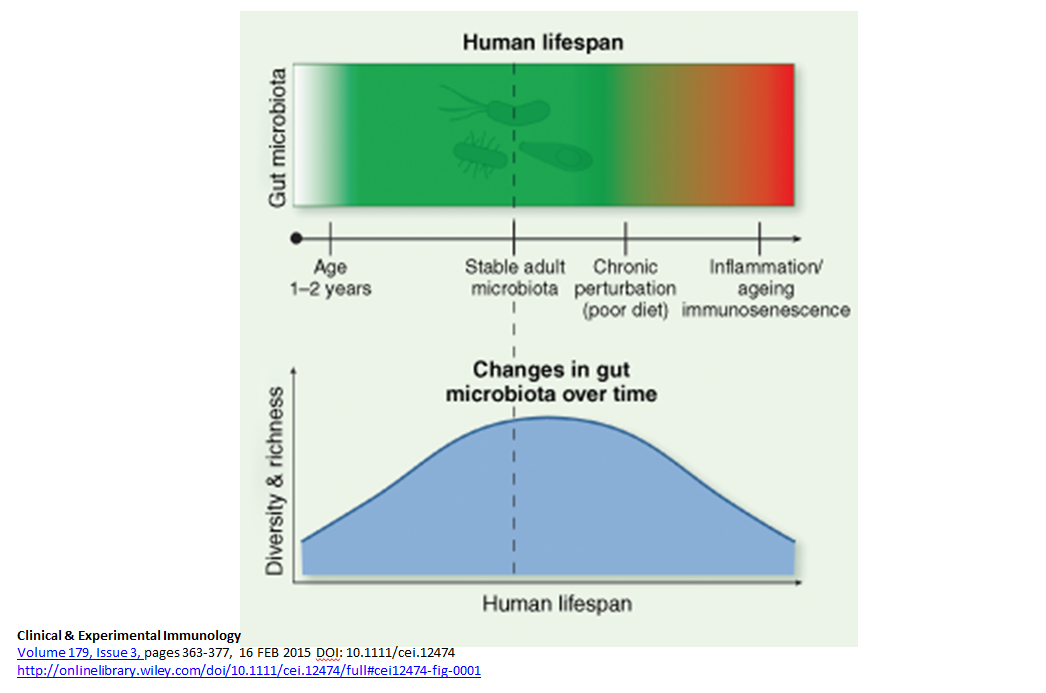 Human lifespan
Gut microbiota
Age
1–2 years
Stable adult
microbiota
Chronic
perturbation
(poor diet)
Inflammation/
ageing
immunosenescence
Changes in gut
microbiota over time
Diversity & richness
Human lifespan
Clinical & Experimental Immunology
Volume 179, Issue 3, pages 363-377, 16 FEB 2015 DOI: 10.1111/cei.12474
http://onlinelibrary.wiley.com/doi/10.1111/cei.12474/full#cei12474-fig-0001